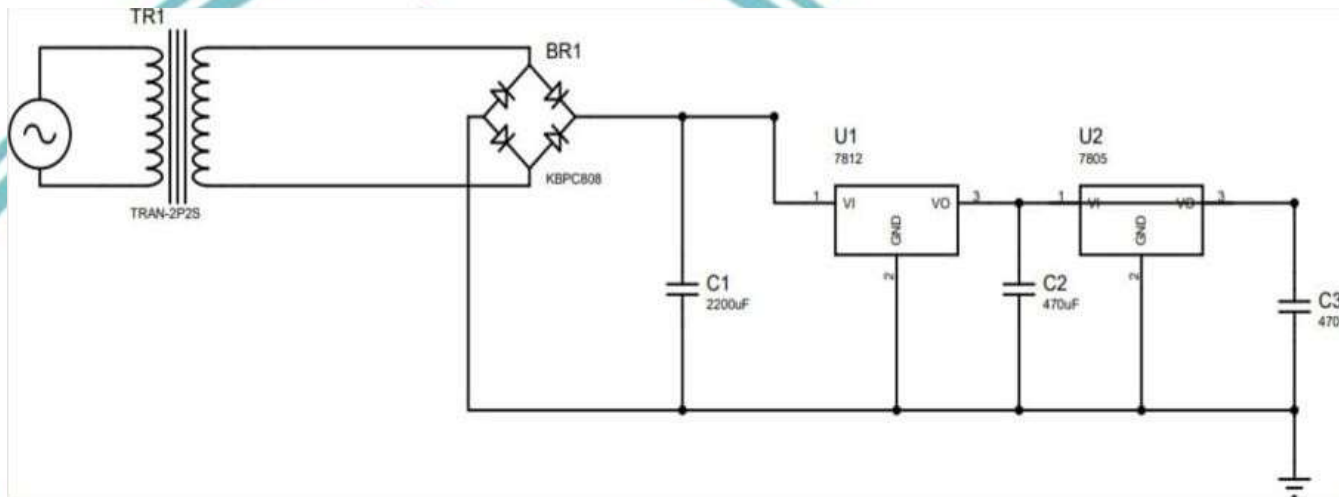 TR1
TRAN-2P2S
BR1
KBPC808
U1
7812
1
VI
VO
3
GND
2
U2
7805
1
VI
VO
3
GND
2
C1
2200uF
C2
470uF
C3
470